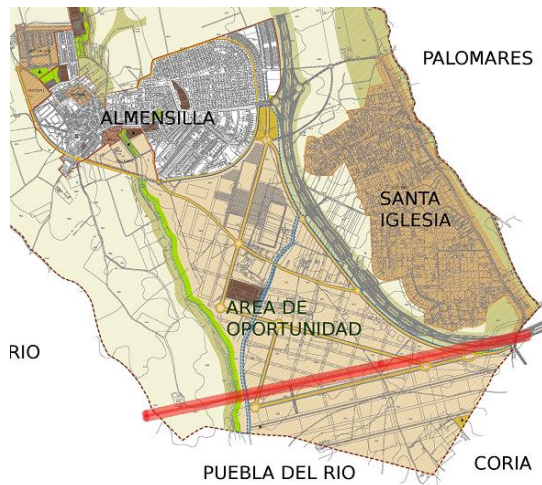 PALOMARES
ALMENSILLA
SANTA
IGLESIA
AREA DE
OPORTUNIDAD
RIO
CORIA
PUEBLA DEL RIO